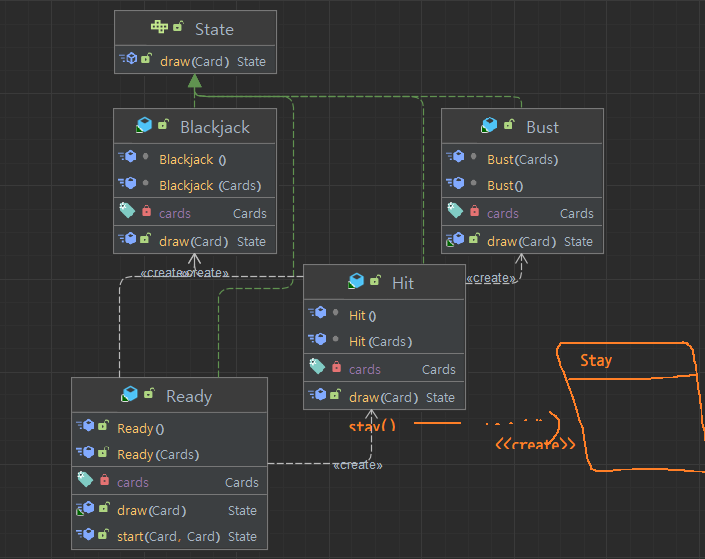 State
draw(Card) State
Blackjack
Blackjack ()
Blackjack (Cards)
cards Cards
draw(Card) State
Bust
Bust(Cards)
Bust()
cards Cards
draw(Card) State
«create»
«create»
«create»
Hit
Hit ()
Hit (Cards)
cards Cards
draw(Card) State
stay()
<<create>>
Stay
Ready
Ready ()
Ready (Cards)
cards Cards
draw(Card) State
start(Card, Card) State
«create»